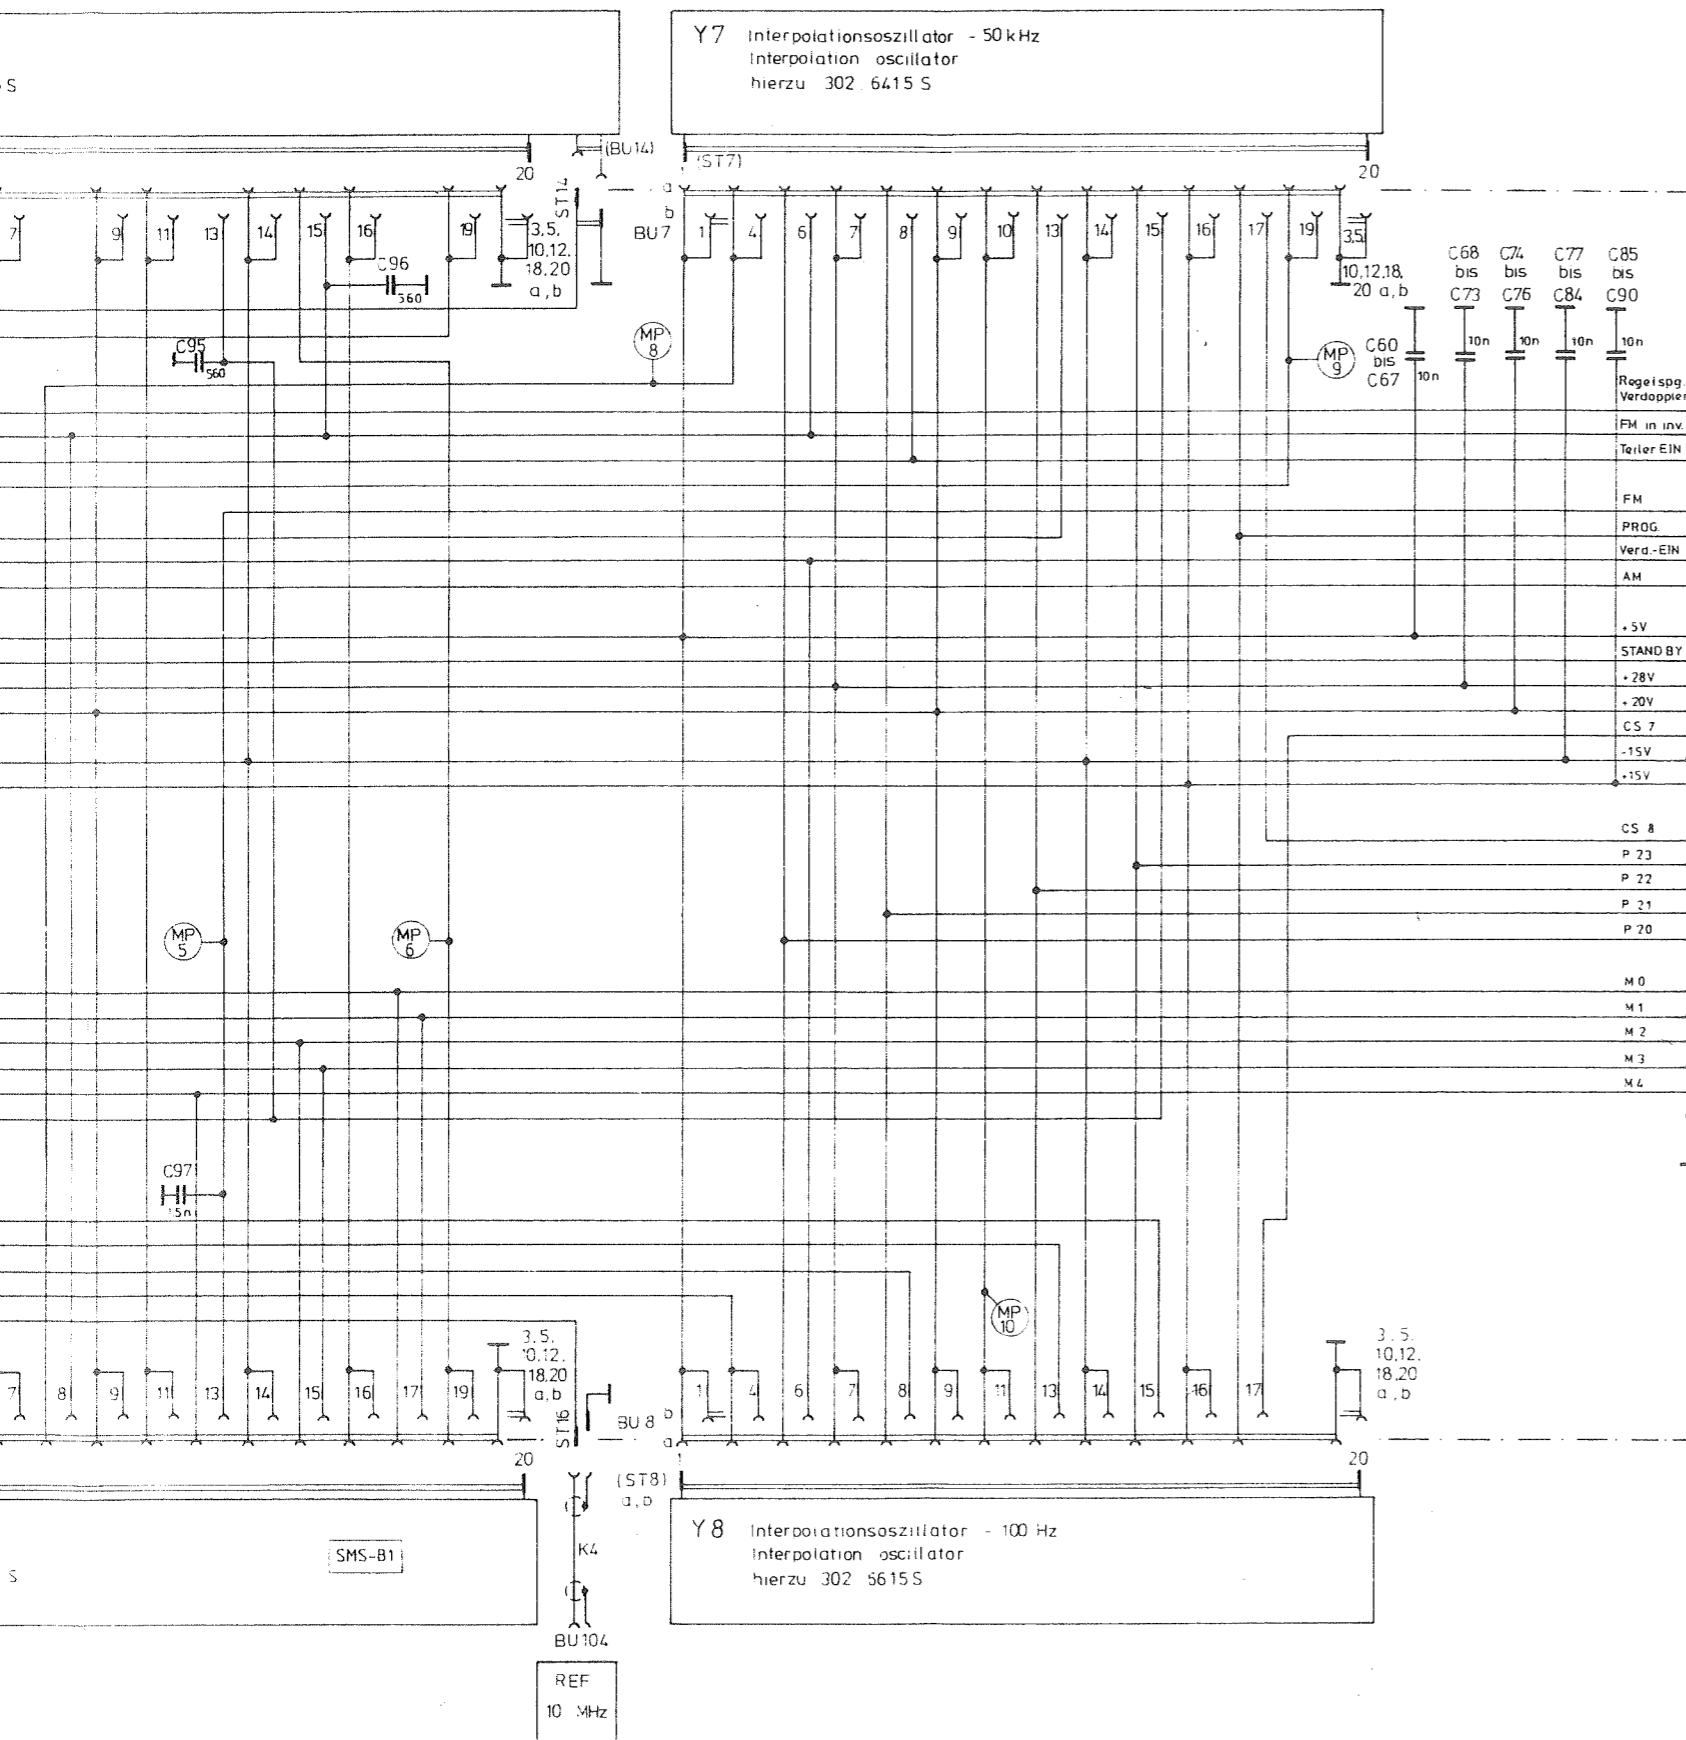 Y7 Interpolationsoszillator - 50 kHz
Interpolation oscillator
hierzu 302 6415 S
S
(BU14)
(ST7)
20
20
ST14
a
b
BU7
7
9
11
13
14
15
16
19
3,5,
10,12,
18,20
a,b
1
4
6
7
8
9
10
13
14
15
16
17
19
3,5,
10,12,18,
20 a,b
C96
560
C95
560
MP
8
MP
9
C68
bis
C73
10n
C74
bis
C76
10n
C77
bis
C84
10n
C85
bis
C90
10n
C60
bis
C67
10n
Regelspg.
Verdoppler
FM in inv.
Teiler EIN
FM
PROG.
Verd.-EIN
AM
+5V
STAND BY
+28V
+20V
CS 7
-15V
+15V
CS 8
P 23
P 22
P 21
P 20
MP
5
MP
6
M 0
M 1
M 2
M 3
M 4
C97
15n
MP
10
3.5.
10,12.
18,20
a,b
3.5.
10,12.
18,20
a,b
7
8
9
11
13
14
15
16
17
19
ST16
BU 8
b
a
1
4
6
7
8
9
11
13
14
15
16
17
20
1
20
(ST8)
a,b
K4
SMS-B1
S
Y8 Interpolationsoszillator - 100 Hz
Interpolation oscillator
hierzu 302 6615 S
BU104
REF
10 MHz